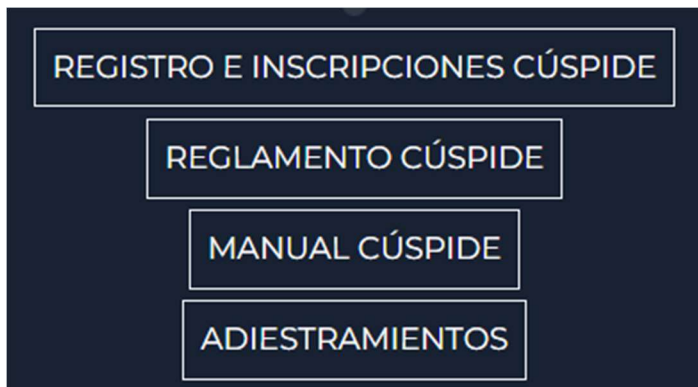 REGISTRO E INSCRIPCIONES CÚSPIDE
REGLAMENTO CÚSPIDE
MANUAL CÚSPIDE
ADIESTRAMIENTOS